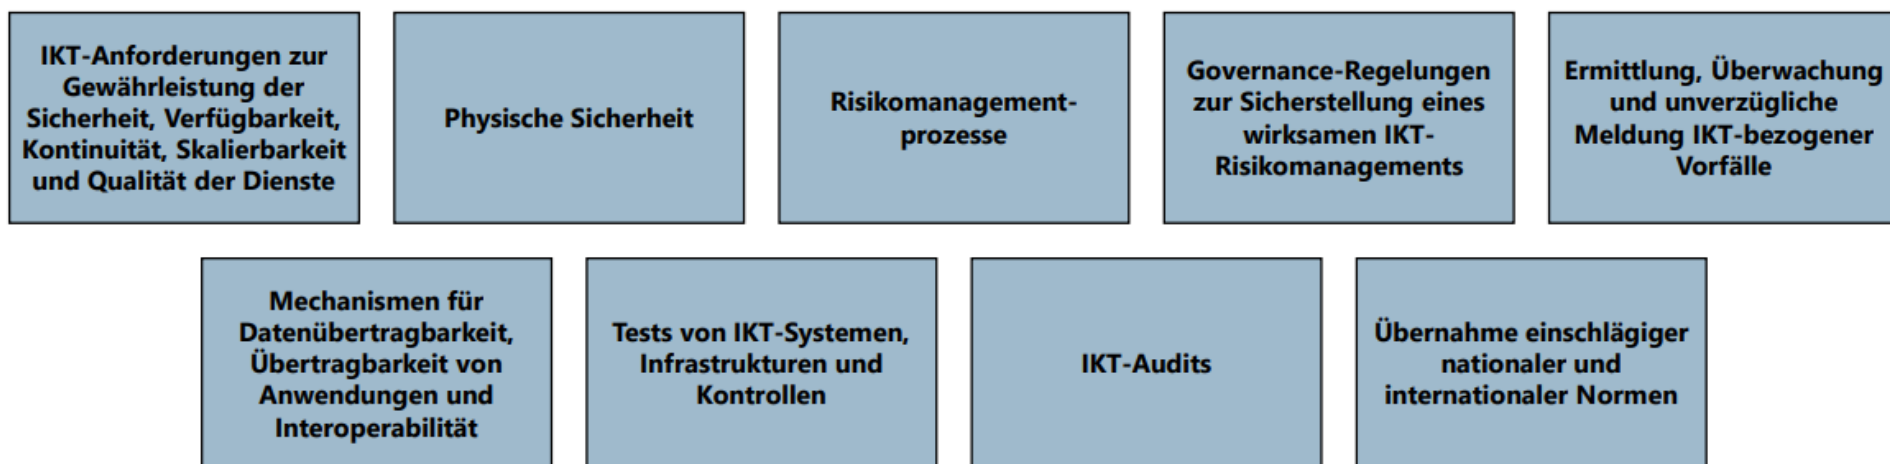 IKT-Anforderungen zur
Gewährleistung der
Sicherheit, Verfügbarkeit,
Kontinuität, Skalierbarkeit
und Qualität der Dienste
Physische Sicherheit
Risikomanagement-
prozesse
Governance-Regelungen
zur Sicherstellung eines
wirksamen IKT-
Risikomanagements
Ermittlung, Überwachung
und unverzügliche
Meldung IKT-bezogener
Vorfälle
Mechanismen für
Datenübertragbarkeit,
Übertragbarkeit von
Anwendungen und
Interoperabilität
Tests von IKT-Systemen,
Infrastrukturen und
Kontrollen
IKT-Audits
Übernahme einschlägiger
nationaler und
internationaler Normen